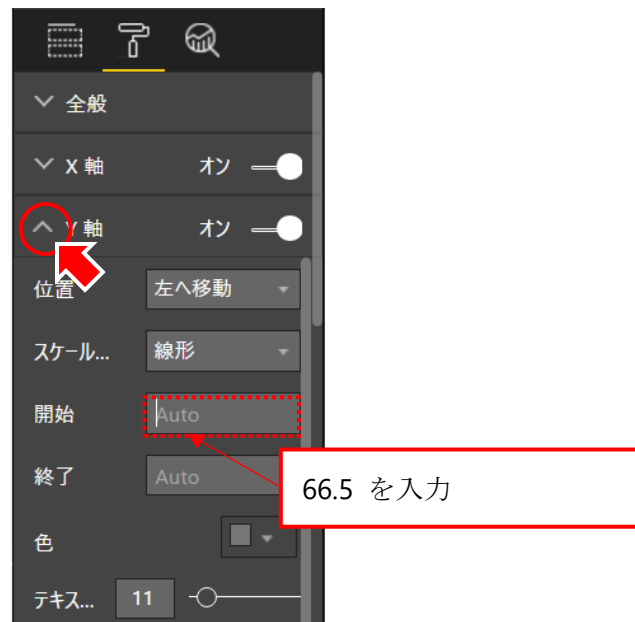 全般
X 軸 オン
Y 軸 オン
位置 左へ移動
スケール... 線形
開始 Auto
終了 Auto
66.5 を入力
色
テキス... 11